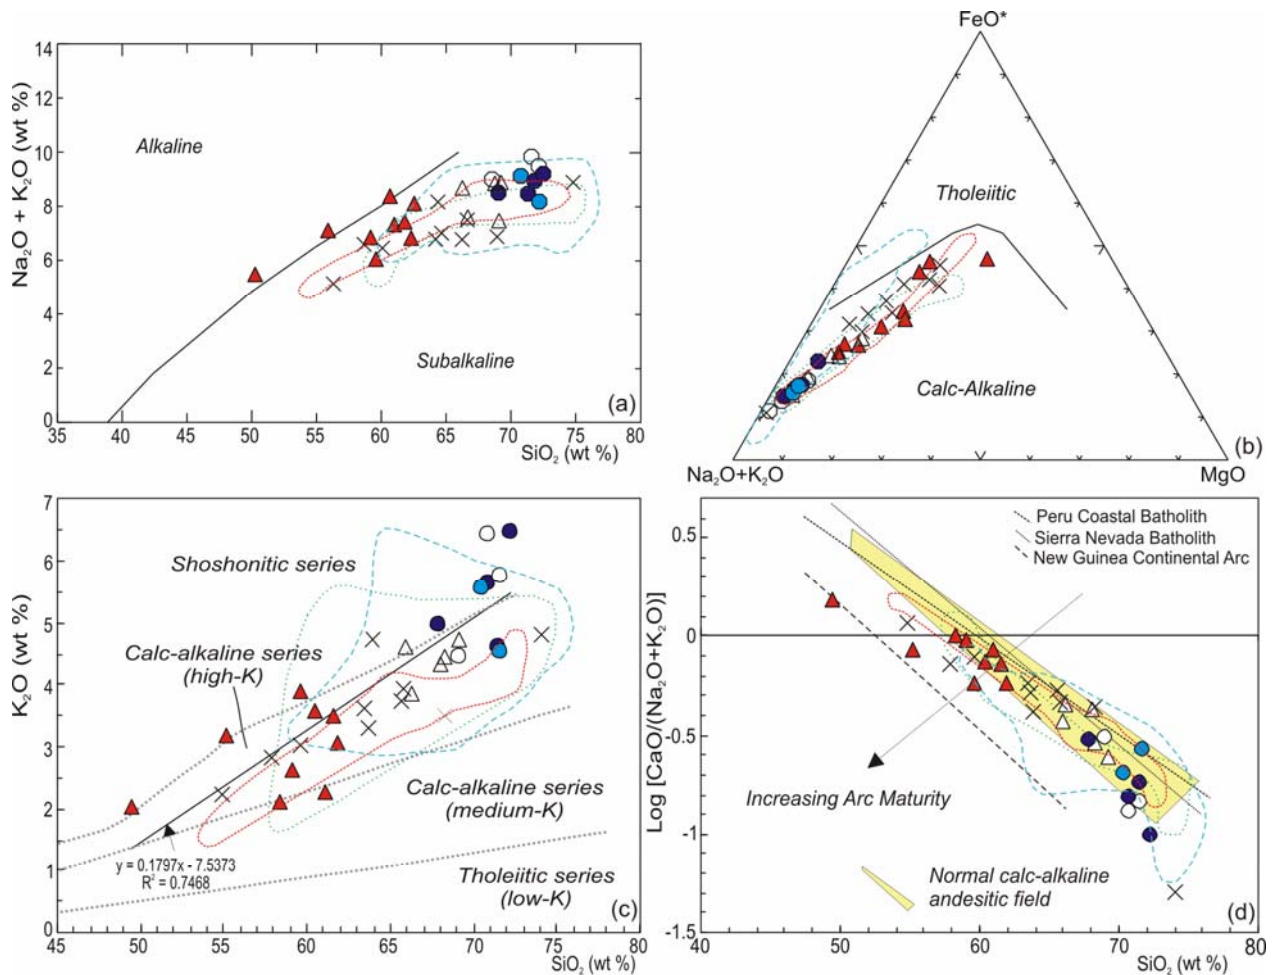 FeO*
14
12
10
8
6
4
2
0
Na₂O + K₂O (wt %)
Alkaline
Subalkaline
(a)
35 40 45 50 55 60 65 70 75 80
SiO₂ (wt %)
Tholeiitic
Calc-Alkaline
(b)
Na₂O+K₂O
MgO
7
6
5
4
3
2
1
0
K₂O (wt %)
Shoshonitic series
Calc-alkaline series
(high-K)
Calc-alkaline series
(medium-K)
Tholeiitic series
(low-K)
y = 0.1797x - 7.5373
R² = 0.7468
(c)
45 50 55 60 65 70 75 80
SiO₂ (wt %)
0.5
0
-0.5
-1
-1.5
Log [CaO/(Na₂O+K₂O)]
Peru Coastal Batholith
Sierra Nevada Batholith
New Guinea Continental Arc
Increasing Arc Maturity
Normal calc-alkaline
andesitic field
(d)
40 50 60 70 80
SiO₂ (wt %)